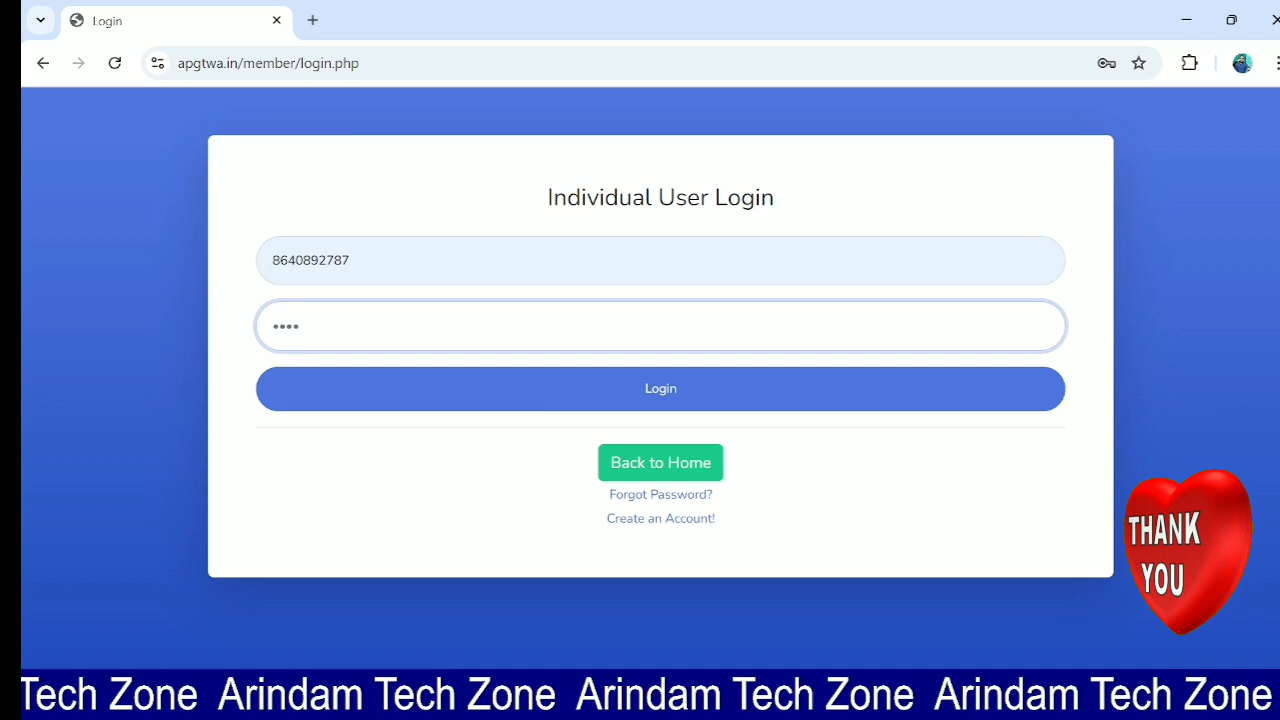 Login
apgtwa.in/member/login.php
Individual User Login
8640892787
••••
Login
Back to Home
Forgot Password?
Create an Account!
THANK
YOU
Tech Zone Arindam Tech Zone Arindam Tech Zone Arindam Tech Zone